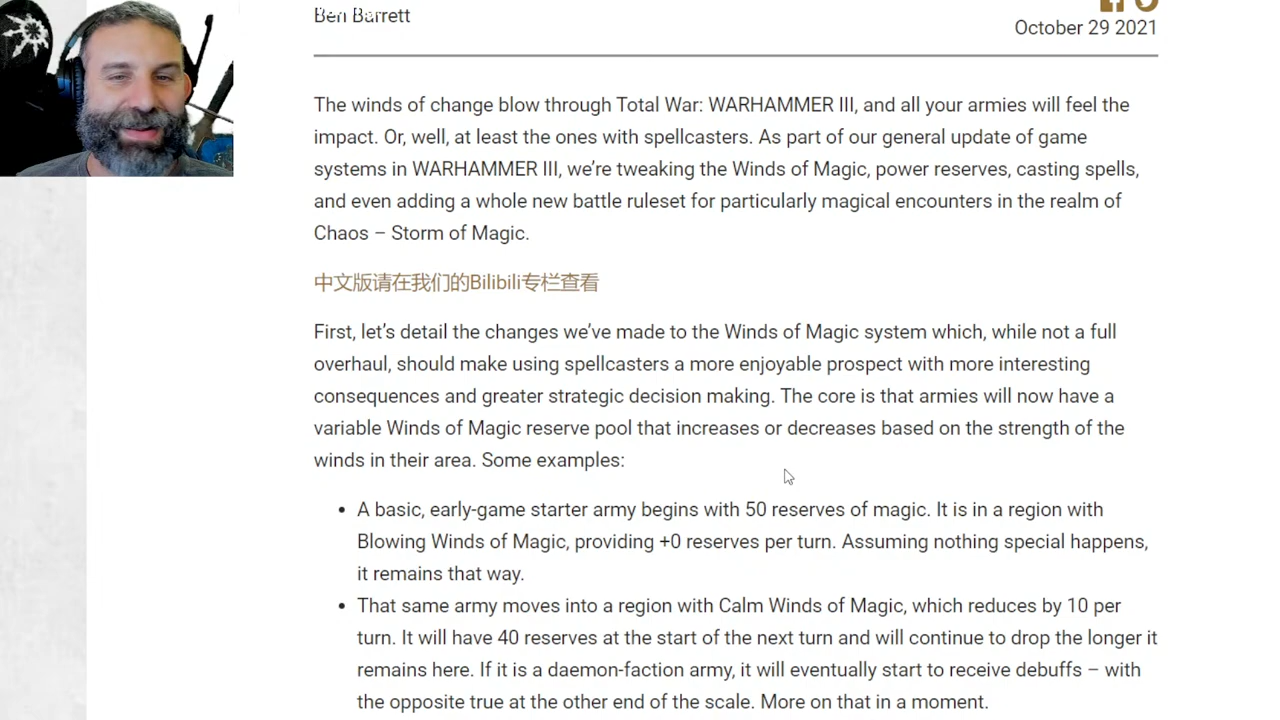 Ben Barrett
October 29 2021
The winds of change blow through Total War: WARHAMMER III, and all your armies will feel the
impact. Or, well, at least the ones with spellcasters. As part of our general update of game
systems in WARHAMMER III, we’re tweaking the Winds of Magic, power reserves, casting spells,
and even adding a whole new battle ruleset for particularly magical encounters in the realm of
Chaos – Storm of Magic.
中文版请在我们的Bilibili专栏查看
First, let’s detail the changes we’ve made to the Winds of Magic system which, while not a full
overhaul, should make using spellcasters a more enjoyable prospect with more interesting
consequences and greater strategic decision making. The core is that armies will now have a
variable Winds of Magic reserve pool that increases or decreases based on the strength of the
winds in their area. Some examples:
• A basic, early-game starter army begins with 50 reserves of magic. It is in a region with
Blowing Winds of Magic, providing +0 reserves per turn. Assuming nothing special happens,
it remains that way.
• That same army moves into a region with Calm Winds of Magic, which reduces by 10 per
turn. It will have 40 reserves at the start of the next turn and will continue to drop the longer it
remains here. If it is a daemon-faction army, it will eventually start to receive debuffs – with
the opposite true at the other end of the scale. More on that in a moment.